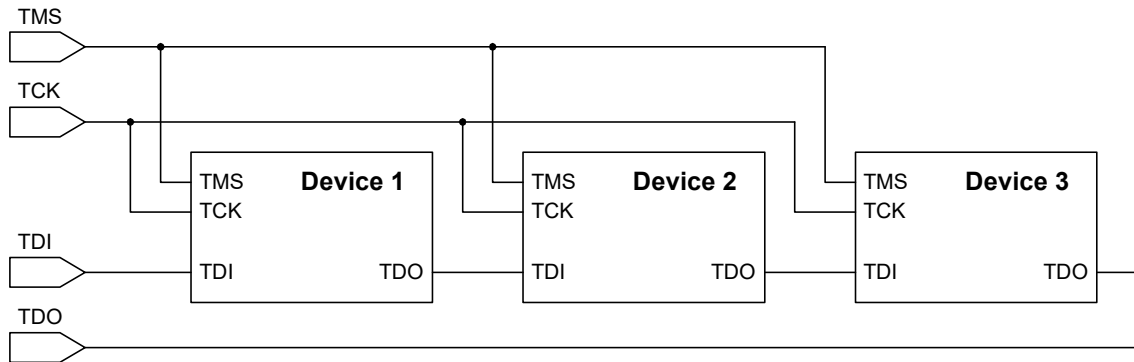 TMS
TCK
TDI
TDO
Device 1
TMS
TCK
TDI
TDO
Device 2
TMS
TCK
TDI
TDO
Device 3
TMS
TCK
TDI
TDO